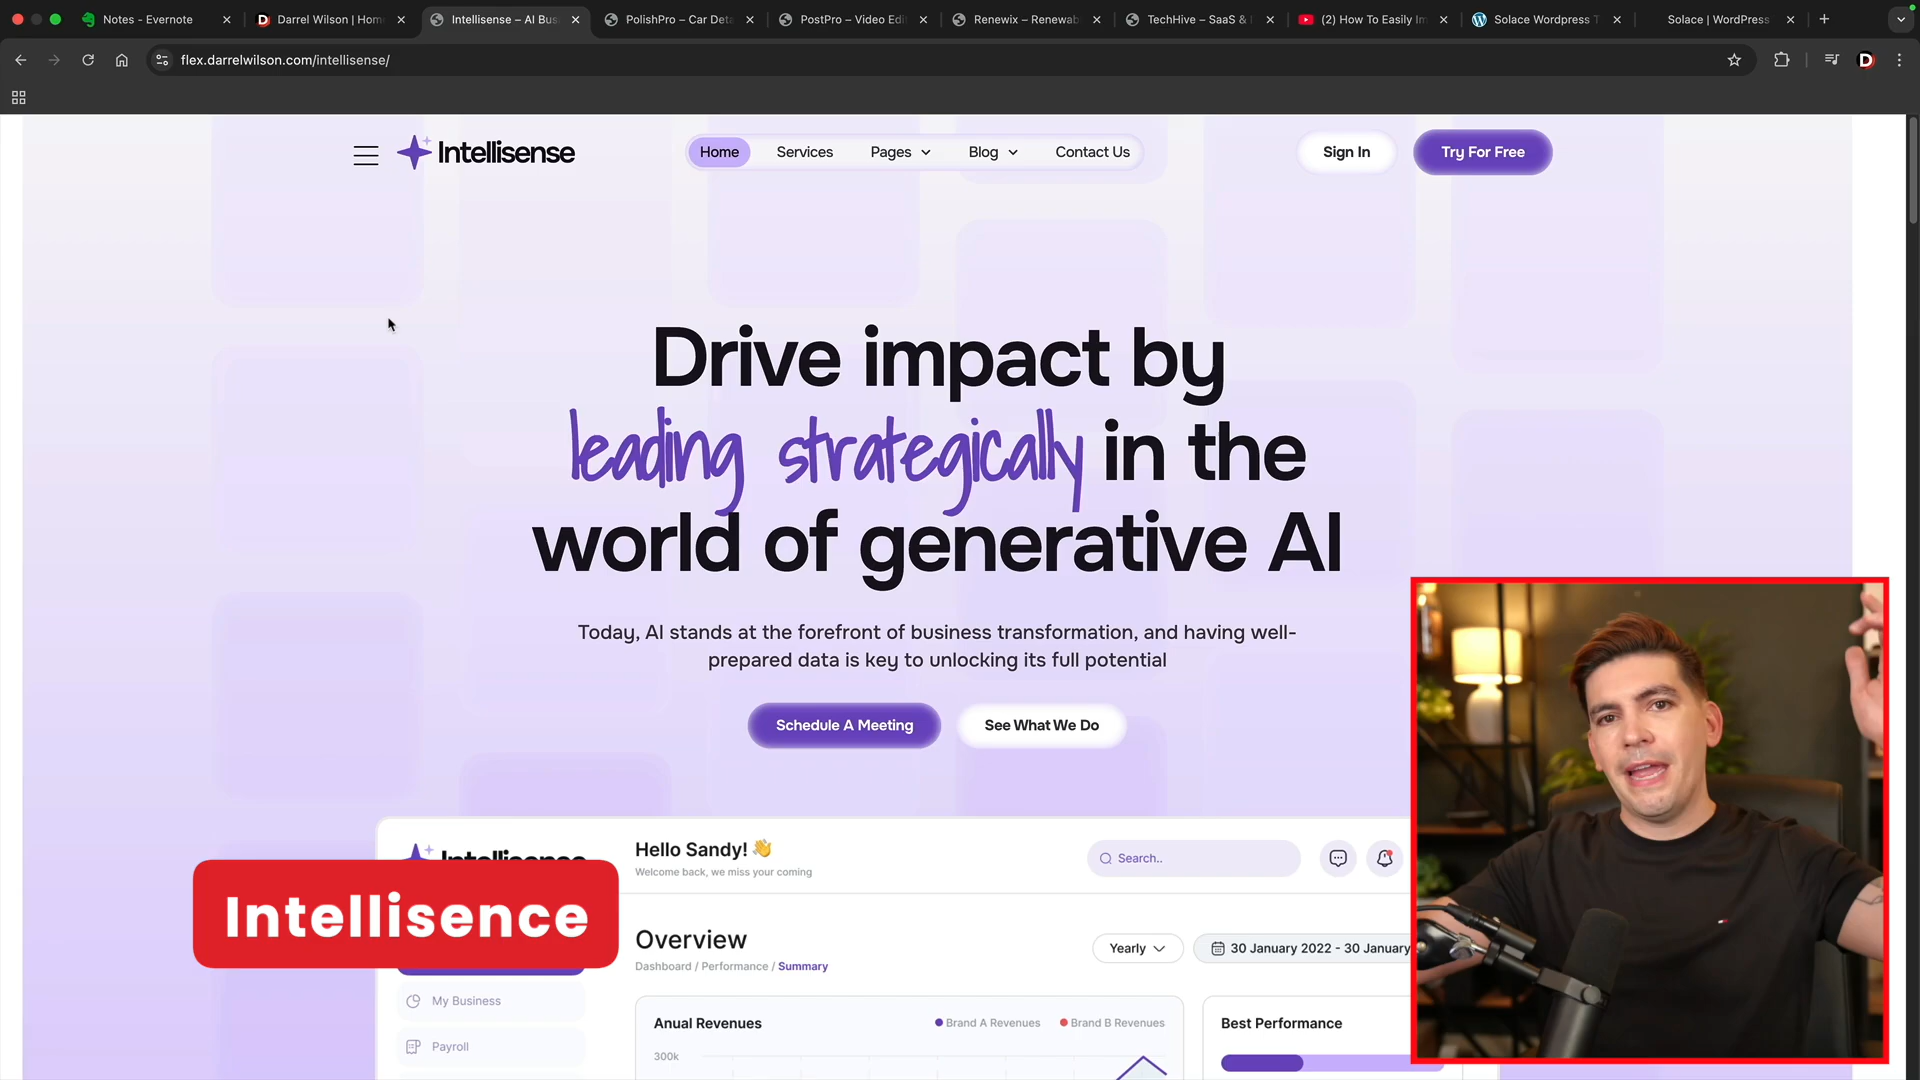 Notes - Evernote
Darrel Wilson | Hom
Intellisense – AI Bus
PolishPro – Car Deta
PostPro – Video Edi
Renewix – Renewab
TechHive – SaaS &
(2) How To Easily Im
Solace Wordpress T
Solace | WordPress
flex.darrelwilson.com/intellisense/
Intellisense
Home
Services
Pages
Blog
Contact Us
Sign In
Try For Free
Drive impact by
leading strategically in the
world of generative AI
Today, AI stands at the forefront of business transformation, and having well-
prepared data is key to unlocking its full potential
Schedule A Meeting
See What We Do
Intellisense
Hello Sandy! 👋
Welcome back, we miss your coming
Search..
Intellisence
Overview
Dashboard / Performance / Summary
Yearly
30 January 2022 - 30 January
My Business
Payroll
Anual Revenues
Brand A Revenues
Brand B Revenues
300k
Best Performance